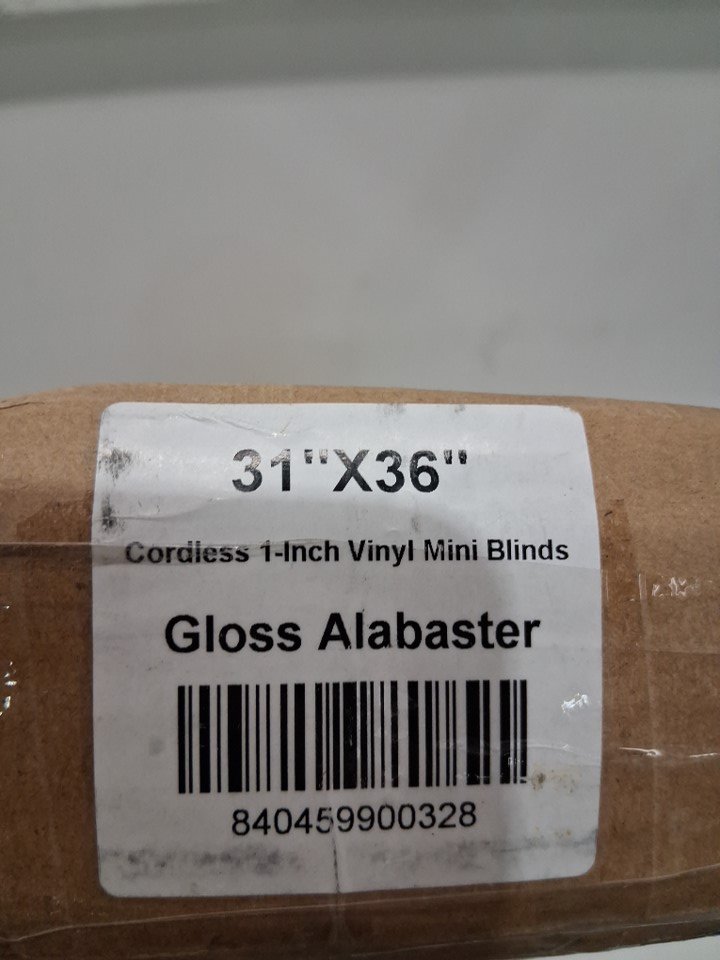 31"X36"
Cordless 1-Inch Vinyl Mini Blinds
Gloss Alabaster
840459900328